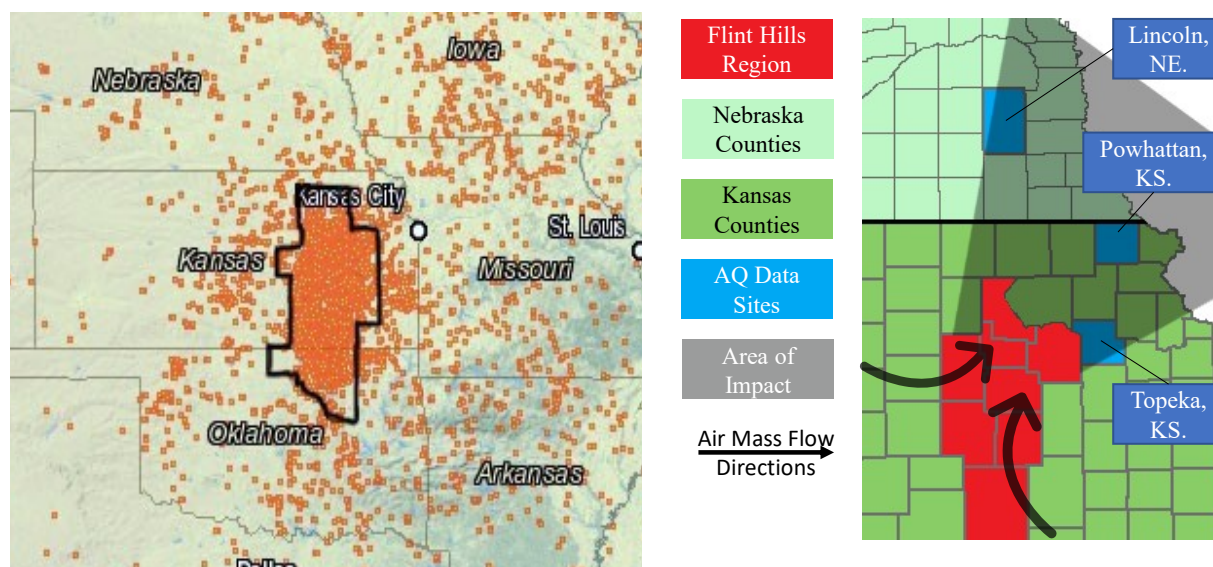 Iowa
Nebraska
Kansas City
St. Louis
Kansas
Missouri
Oklahoma
Arkansas
Dallas
Flint Hills
Region
Nebraska
Counties
Kansas
Counties
AQ Data
Sites
Area of
Impact
Air Mass Flow
Directions
Lincoln,
NE.
Powhattan,
KS.
Topeka,
KS.